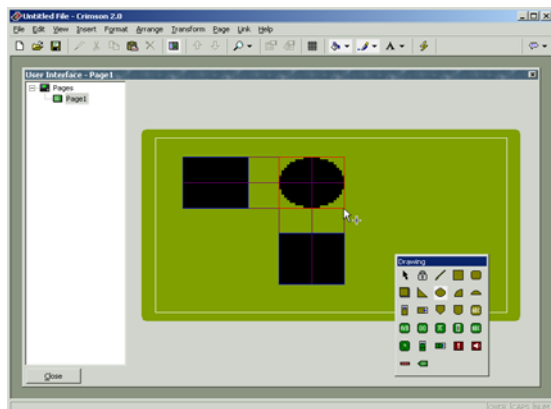 Untitled File - Crimson 2.0
File Edit View Insert Format Arrange Transform Page Link Help
User Interface - Page1
Pages
Page1
Drawing
Close